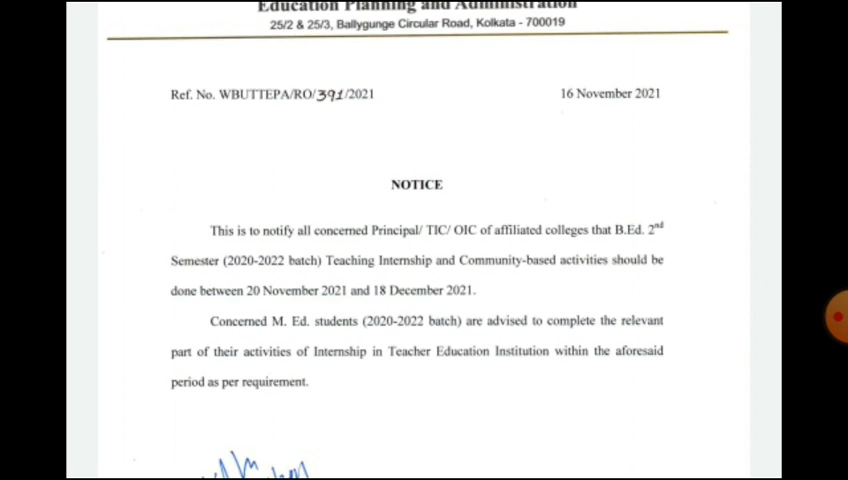 Education Planning and Administration
25/2 & 25/3, Ballygunge Circular Road, Kolkata - 700019
Ref. No. WBUTTEPA/RO/391/2021 16 November 2021
NOTICE
This is to notify all concerned Principal/ TIC/ OIC of affiliated colleges that B.Ed. 2nd
Semester (2020-2022 batch) Teaching Internship and Community-based activities should be
done between 20 November 2021 and 18 December 2021.
Concerned M. Ed. students (2020-2022 batch) are advised to complete the relevant
part of their activities of Internship in Teacher Education Institution within the aforesaid
period as per requirement.